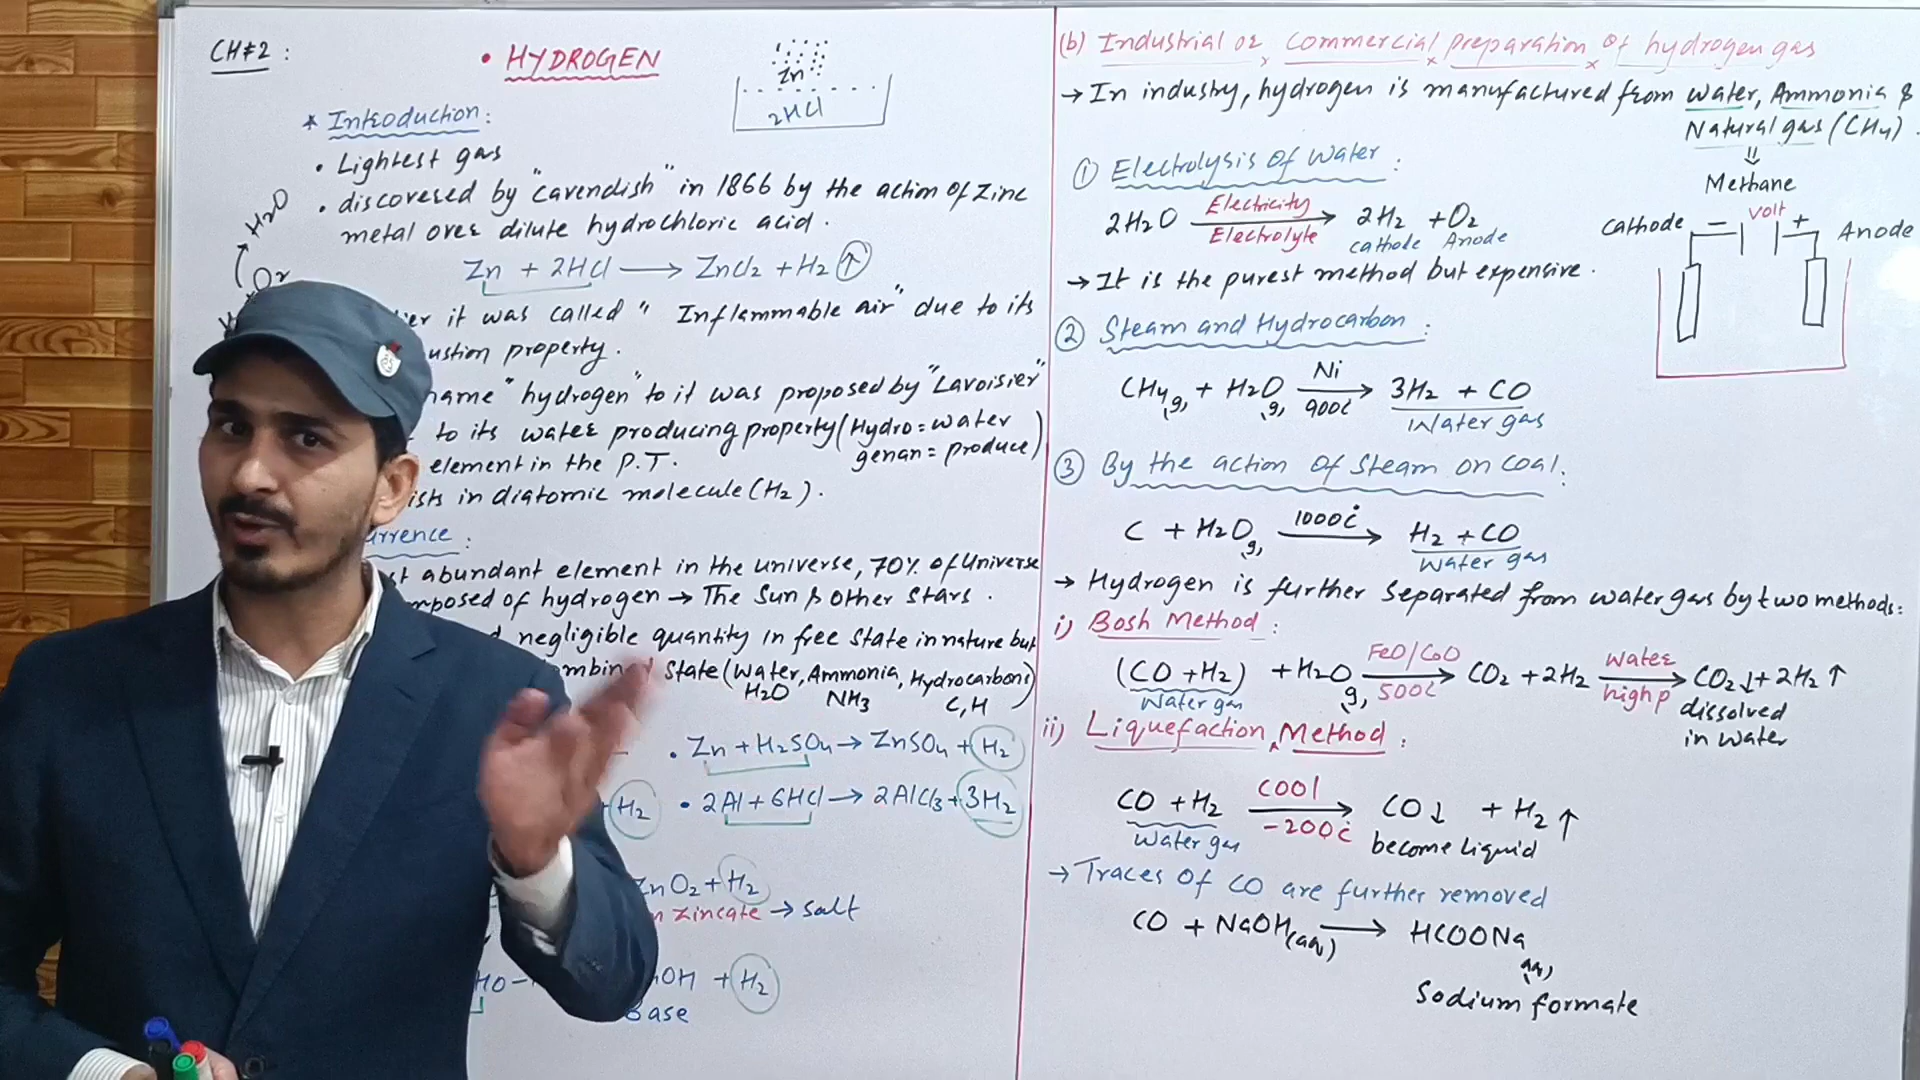 CH#2:
• HYDROGEN
Zn
2HCl
* Introduction:
• Lightest gas
• discovered by "Cavendish" in 1866 by the action of Zinc
metal over dilute hydrochloric acid.
Zn + 2HCl → ZnCl2 + H2 ↑
O2 → H2O
it was called "Inflammable air" due to its
property.
name "hydrogen" to it was proposed by "Lavoisier"
to its water producing property (Hydro = water
genan = produce)
element in the P.T.
in diatomic molecule (H2).
abundant element in the universe, 70% of Universe
of hydrogen → The Sun & other stars.
negligible quantity in free state in nature but
state (Water, Ammonia, Hydrocarbons)
H2O NH3 C,H
• Zn + H2SO4 → ZnSO4 + H2
+ H2 • 2Al + 6HCl → 2AlCl3 + 3H2
ZnO2 + H2
zincate → salt
OH + H2
Base
(b) Industrial or Commercial preparation of hydrogen gas
→ In industry, hydrogen is manufactured from water, Ammonia &
Natural gas (CH4).
⇓
Methane
① Electrolysis of water:
2H2O Electricity → Electrolyte 2H2 + O2
cathode Anode
→ It is the purest method but expensive.
Cathode − Volt + Anode
② Steam and Hydrocarbon:
CH4(g) + H2O(g) Ni → 900C 3H2 + CO
Water gas
③ By the action of steam on coal:
C + H2O(g) 1000°C → H2 + CO
Water gas
→ Hydrogen is further separated from water gas by two methods:
i) Bosh Method:
(CO + H2) + H2O(g) FeO/CoO → 500C CO2 + 2H2 Water → high p CO2↓ + 2H2 ↑
Water gas dissolved
in water
ii) Liquefaction Method:
CO + H2 Cool → -200°C CO↓ + H2 ↑
Water gas become liquid
→ Traces of CO are further removed
CO + NaOH(aq) → HCOONa
(aq)
Sodium formate